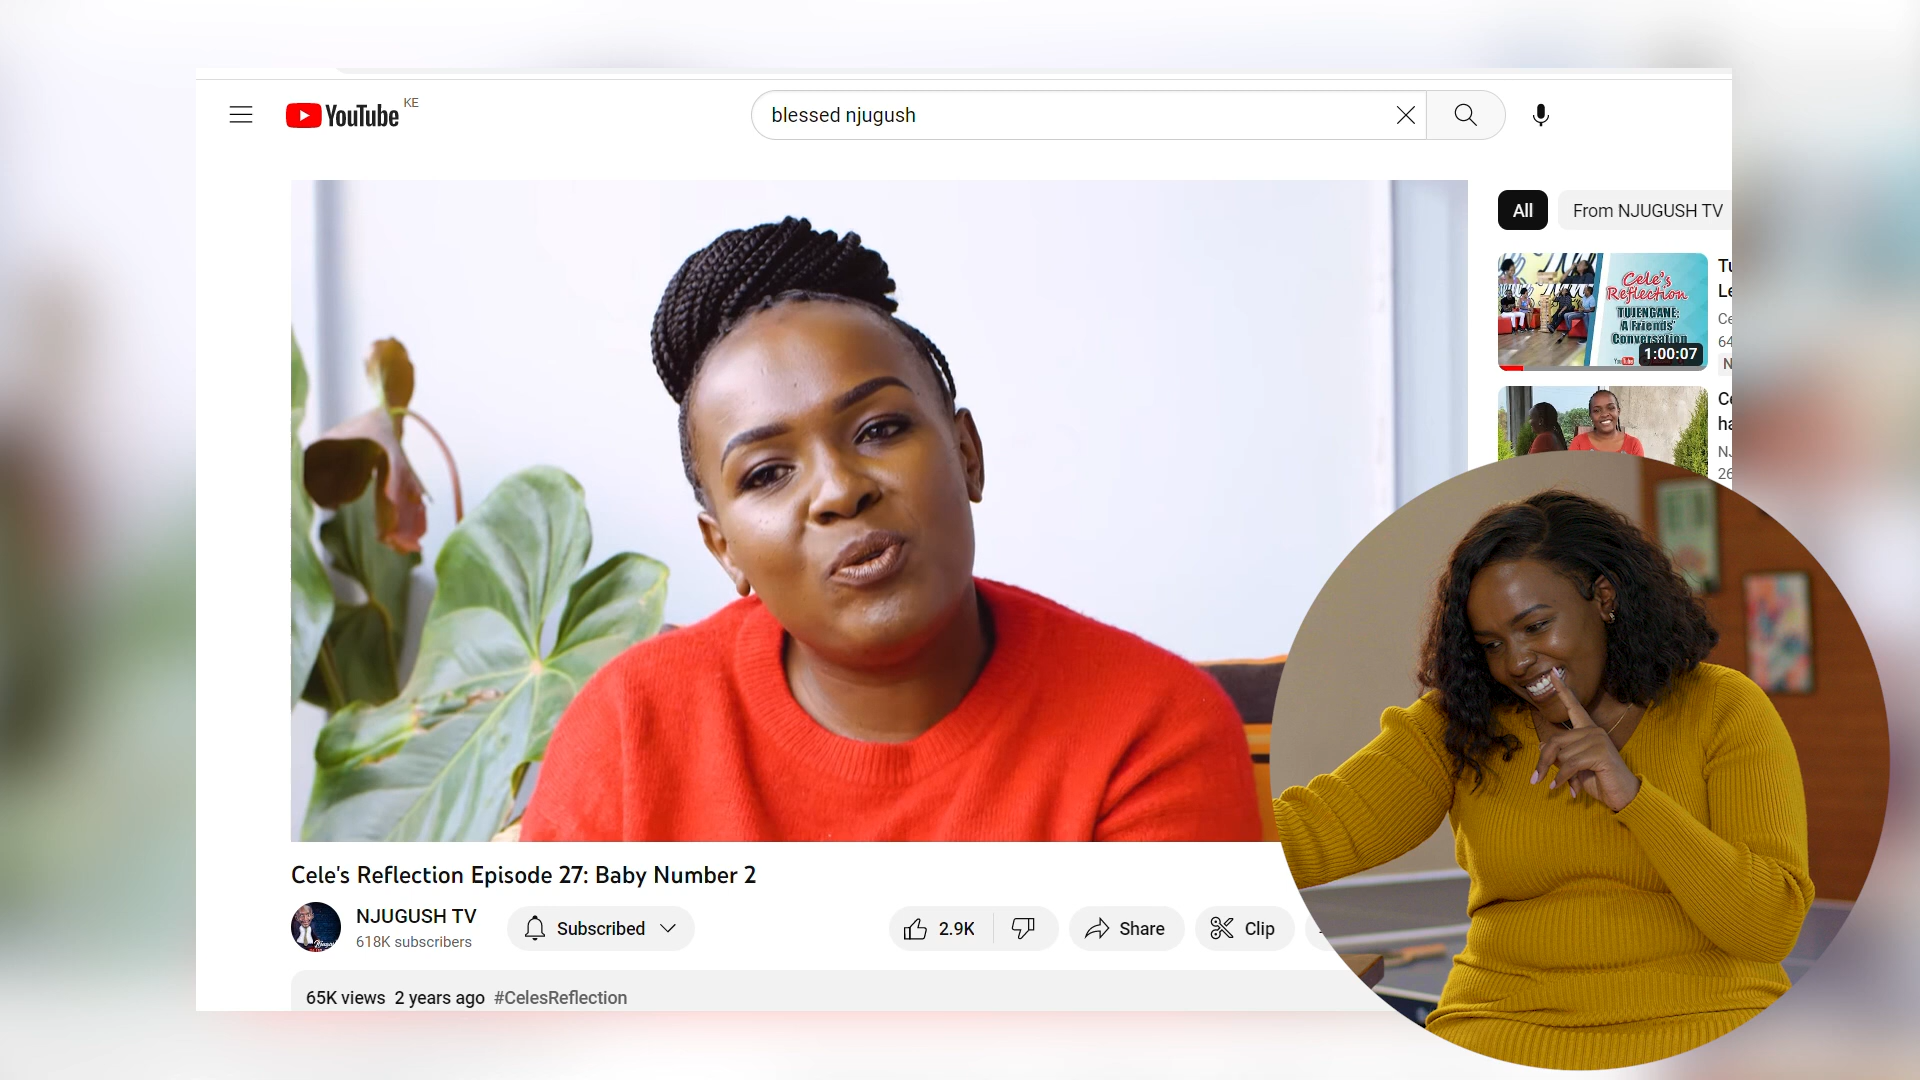 YouTube KE
blessed njugush
All
From NJUGUSH TV
Cele's
Reflection
TUJENGANE:
A Friends'
Conversation
YouTube
1:00:07
Cele's Reflection Episode 27: Baby Number 2
NJUGUSH TV
618K subscribers
Subscribed
2.9K
Share
Clip
65K views 2 years ago #CelesReflection